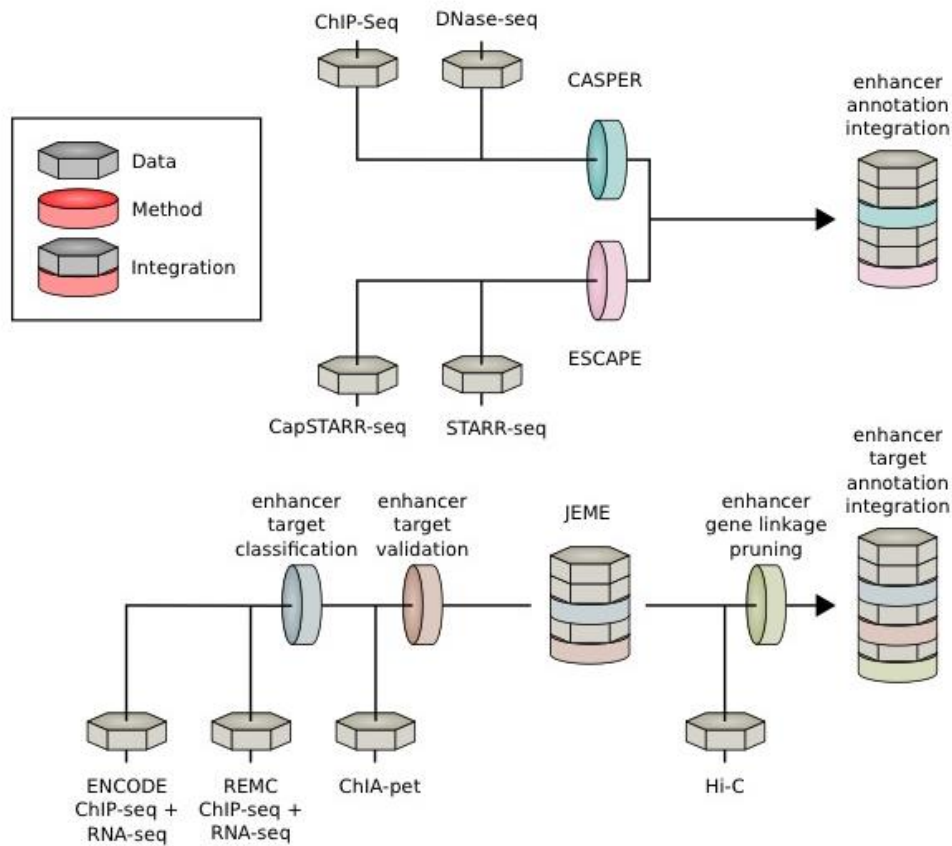 ChIP-Seq
DNase-seq
CASPER
enhancer
annotation
integration
Data
Method
Integration
ESCAPE
CapSTARR-seq
STARR-seq
enhancer
target
classification
enhancer
target
validation
JEME
enhancer
gene linkage
pruning
enhancer
target
annotation
integration
ENCODE
ChIP-seq +
RNA-seq
REMC
ChIP-seq +
RNA-seq
ChIA-pet
Hi-C